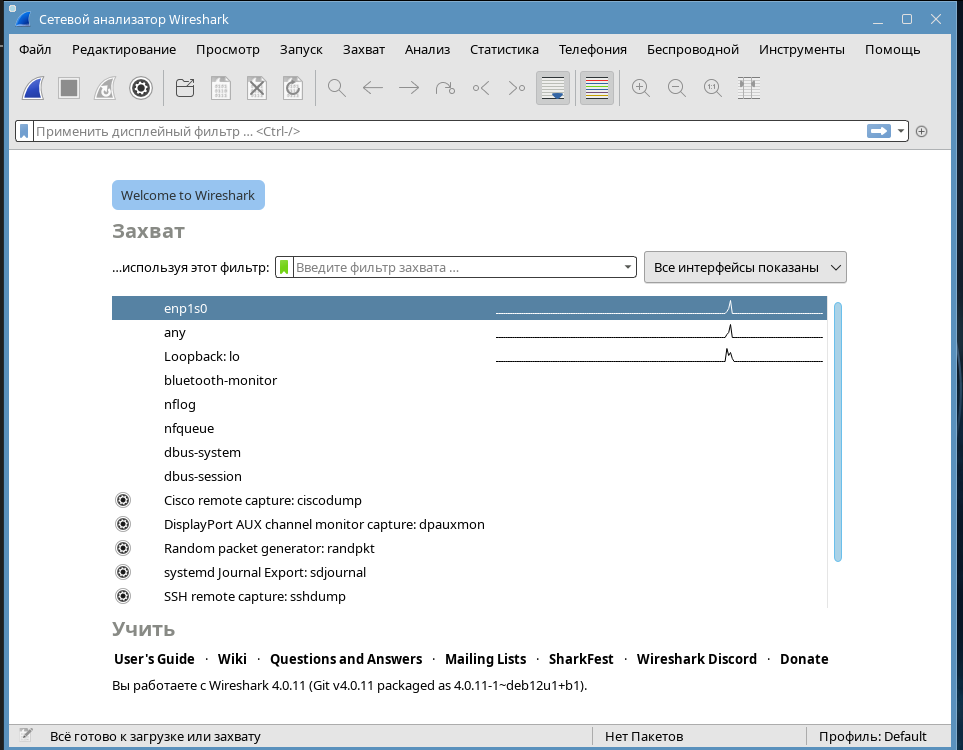 Сетевой анализатор Wireshark
Файл Редактирование Просмотр Запуск Захват Анализ Статистика Телефония Беспроводной Инструменты Помощь
1:1
Применить дисплейный фильтр ... <Ctrl-/>
Welcome to Wireshark
Захват
...используя этот фильтр: Введите фильтр захвата ... Все интерфейсы показаны
enp1s0
any
Loopback: lo
bluetooth-monitor
nflog
nfqueue
dbus-system
dbus-session
Cisco remote capture: ciscodump
DisplayPort AUX channel monitor capture: dpauxmon
Random packet generator: randpkt
systemd Journal Export: sdjournal
SSH remote capture: sshdump
Учить
User's Guide · Wiki · Questions and Answers · Mailing Lists · SharkFest · Wireshark Discord · Donate
Вы работаете с Wireshark 4.0.11 (Git v4.0.11 packaged as 4.0.11-1~deb12u1+b1).
Всё готово к загрузке или захвату Нет Пакетов Профиль: Default